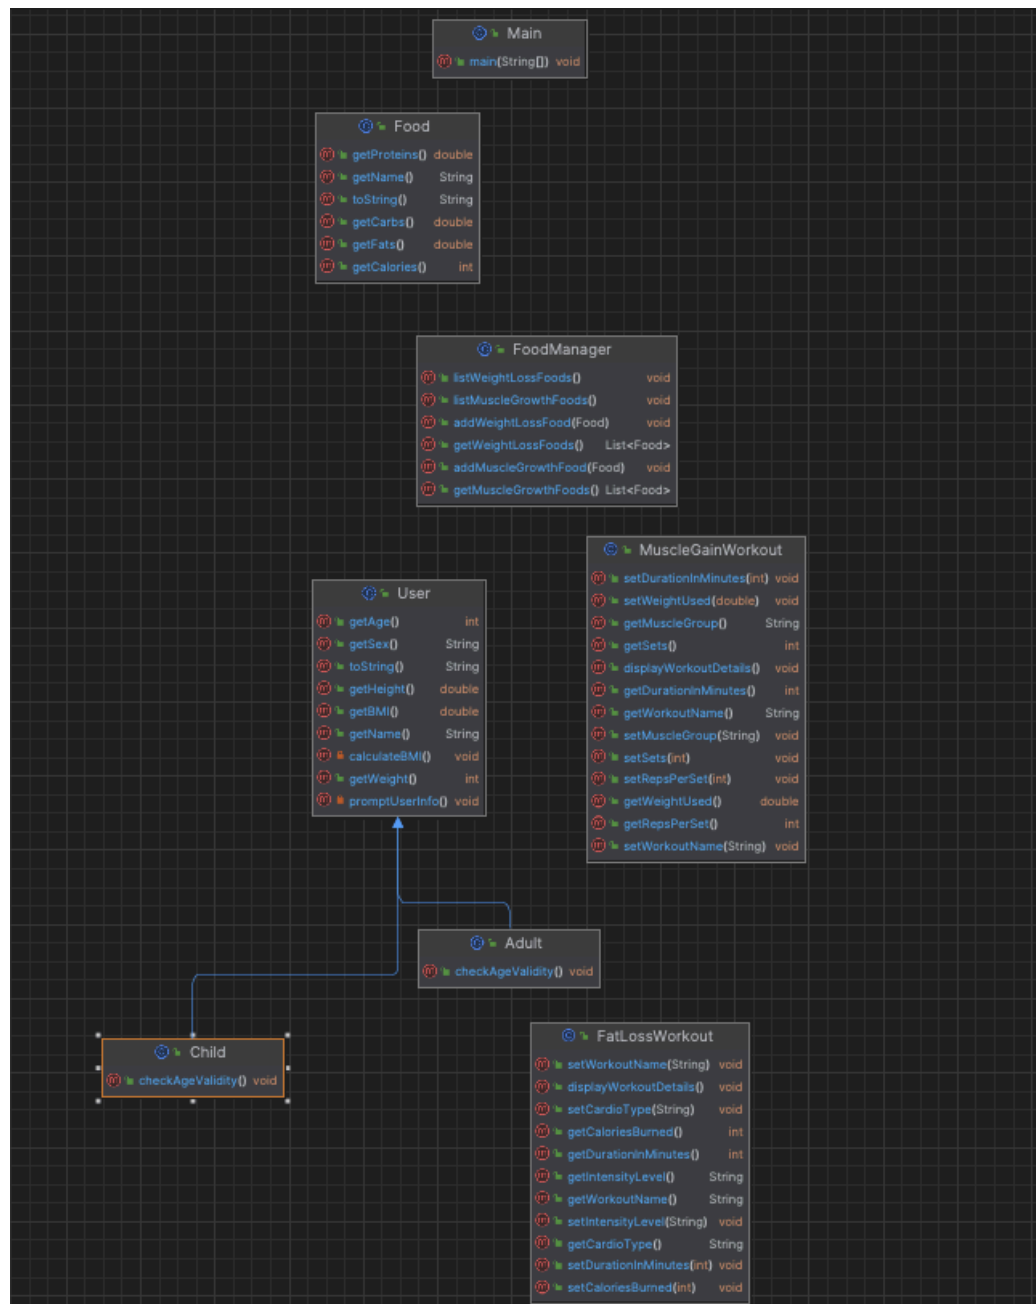 Main
main(String[]) void
Food
getProteins() double
getName() String
toString() String
getCarbs() double
getFats() double
getCalories() int
FoodManager
listWeightLossFoods() void
listMuscleGrowthFoods() void
addWeightLossFood(Food) void
getWeightLossFoods() List<Food>
addMuscleGrowthFood(Food) void
getMuscleGrowthFoods() List<Food>
MuscleGainWorkout
setDurationInMinutes(int) void
setWeightUsed(double) void
getMuscleGroup() String
getSets() int
displayWorkoutDetails() void
getDurationInMinutes() int
getWorkoutName() String
setMuscleGroup(String) void
setSets(int) void
setRepsPerSet(int) void
getWeightUsed() double
getRepsPerSet() int
setWorkoutName(String) void
User
getAge() int
getSex() String
toString() String
getHeight() double
getBMI() double
getName() String
calculateBMI() void
getWeight() int
promptUserInfo() void
Adult
checkAgeValidity() void
Child
checkAgeValidity() void
FatLossWorkout
setWorkoutName(String) void
displayWorkoutDetails() void
setCardioType(String) void
getCaloriesBurned() int
getDurationInMinutes() int
getIntensityLevel() String
getWorkoutName() String
setIntensityLevel(String) void
getCardioType() String
setDurationInMinutes(int) void
setCaloriesBurned(int) void